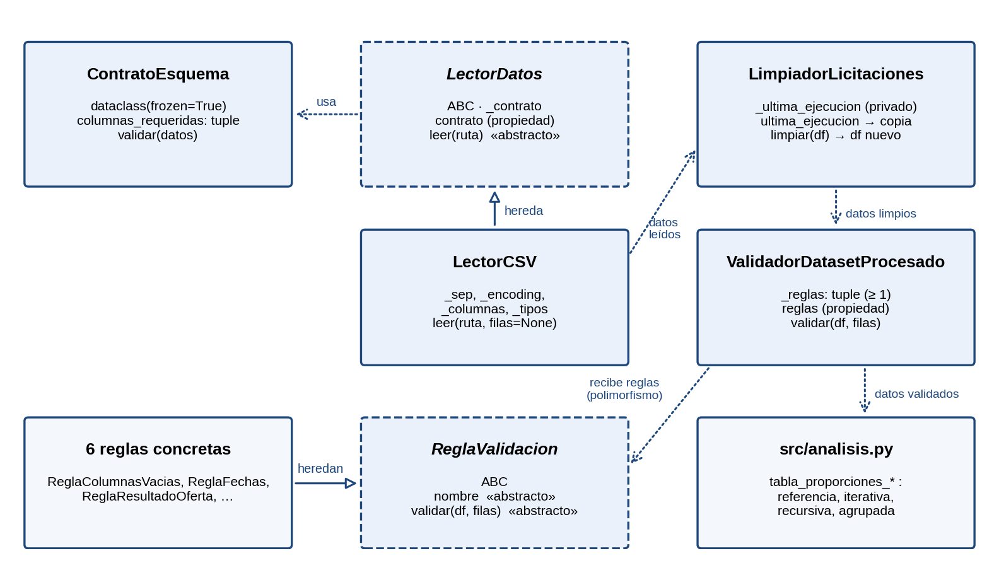 ContratoEsquema
dataclass(frozen=True)
columnas_requeridas: tuple
validar(datos)
usa
LectorDatos
ABC · _contrato
contrato (propiedad)
leer(ruta) «abstracto»
LimpiadorLicitaciones
_ultima_ejecucion (privado)
ultima_ejecucion → copia
limpiar(df) → df nuevo
hereda
datos
leídos
datos limpios
LectorCSV
_sep, _encoding,
_columnas, _tipos
leer(ruta, filas=None)
ValidadorDatasetProcesado
_reglas: tuple (≥ 1)
reglas (propiedad)
validar(df, filas)
recibe reglas
(polimorfismo)
datos validados
6 reglas concretas
ReglaColumnasVacias, ReglaFechas,
ReglaResultadoOferta, …
heredan
ReglaValidacion
ABC
nombre «abstracto»
validar(df, filas) «abstracto»
src/analisis.py
tabla_proporciones_* :
referencia, iterativa,
recursiva, agrupada